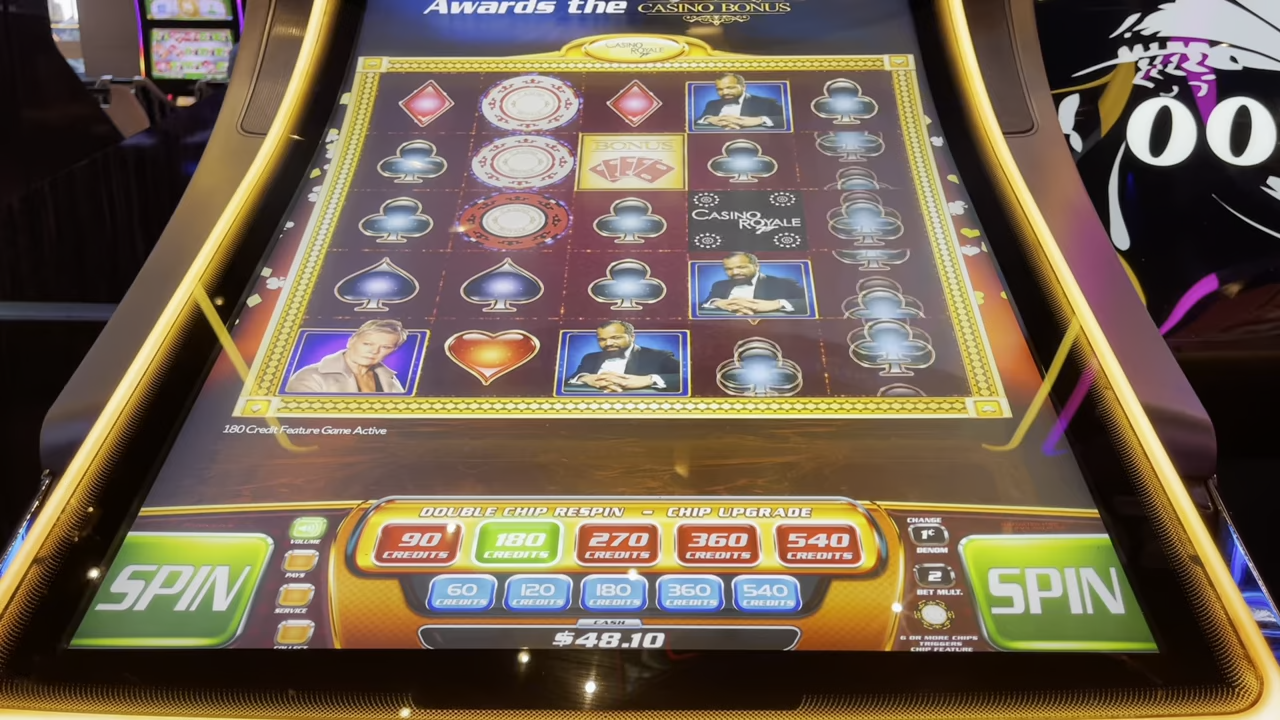 Awards the CASINO BONUS
CASINO ROYALE
BONUS
CASINO ROYALE
180 Credit Feature Game Active
DOUBLE CHIP RESPIN - CHIP UPGRADE
90 CREDITS
180 CREDITS
270 CREDITS
360 CREDITS
540 CREDITS
60 CREDITS
120 CREDITS
180 CREDITS
360 CREDITS
540 CREDITS
CASH
$48.10
SPIN
VOLUME
PAYS
SERVICE
COLLECT
CHANGE
1¢
DENOM
2
BET MULT.
6 OR MORE CHIPS
TRIGGERS
CHIP FEATURE
SPIN